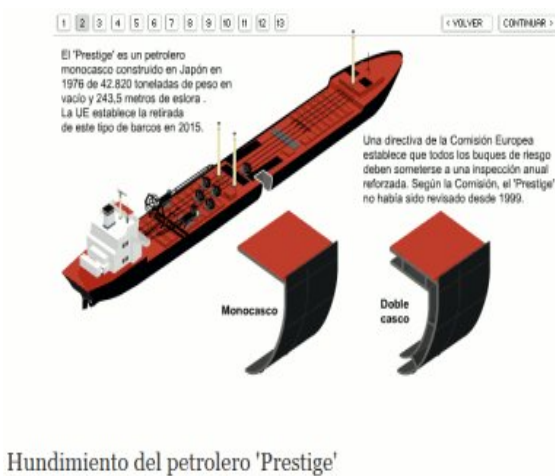 1 2 3 4 5 6 7 8 9 10 11 12 13
< VOLVER CONTINUAR >
El 'Prestige' es un petrolero
monocasco construido en Japón en
1976 de 42.820 toneladas de peso en
vacío y 243,5 metros de eslora .
La UE establece la retirada
de este tipo de barcos en 2015.
Una directiva de la Comisión Europea
establece que todos los buques de riesgo
deben someterse a una inspección anual
reforzada. Según la Comisión, el 'Prestige'
no había sido revisado desde 1999.
Monocasco
Doble
casco
Hundimiento del petrolero 'Prestige'